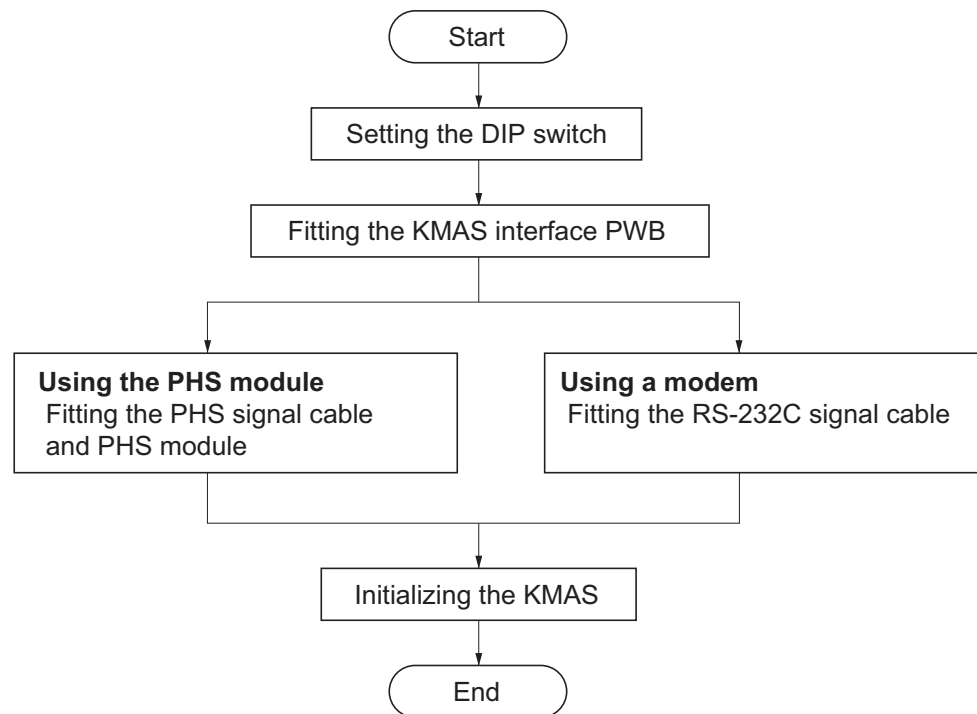 Start
Setting the DIP switch
Fitting the KMAS interface PWB
Using the PHS module
Fitting the PHS signal cable
and PHS module
Using a modem
Fitting the RS-232C signal cable
Initializing the KMAS
End